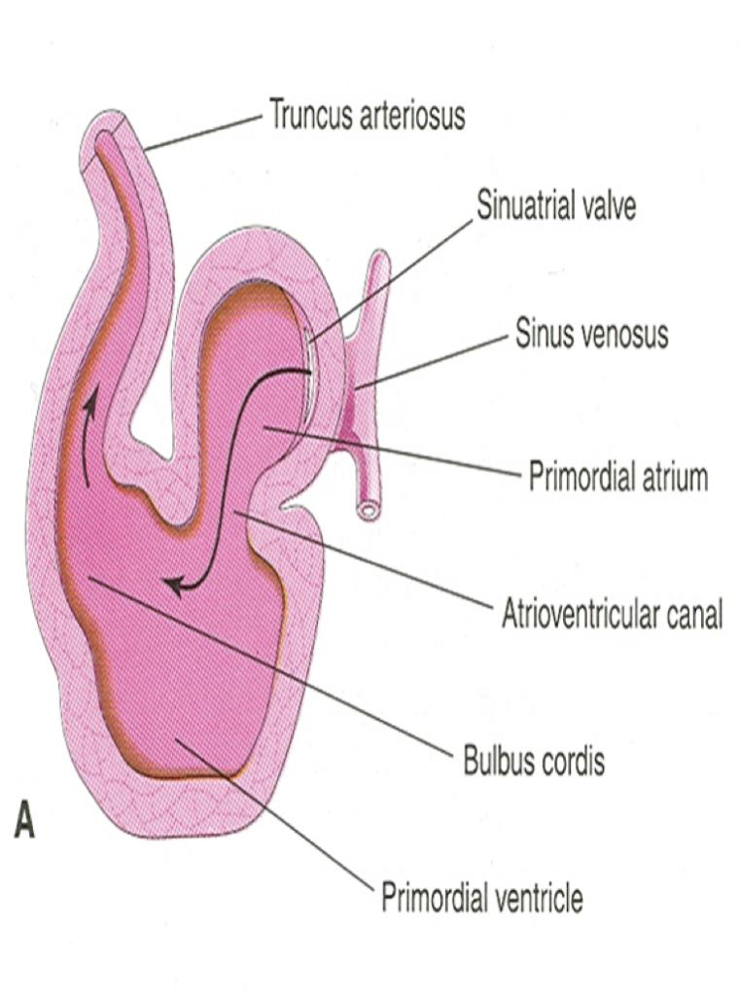 Truncus arteriosus
Sinuatrial valve
Sinus venosus
Primordial atrium
Atrioventricular canal
Bulbus cordis
A
Primordial ventricle